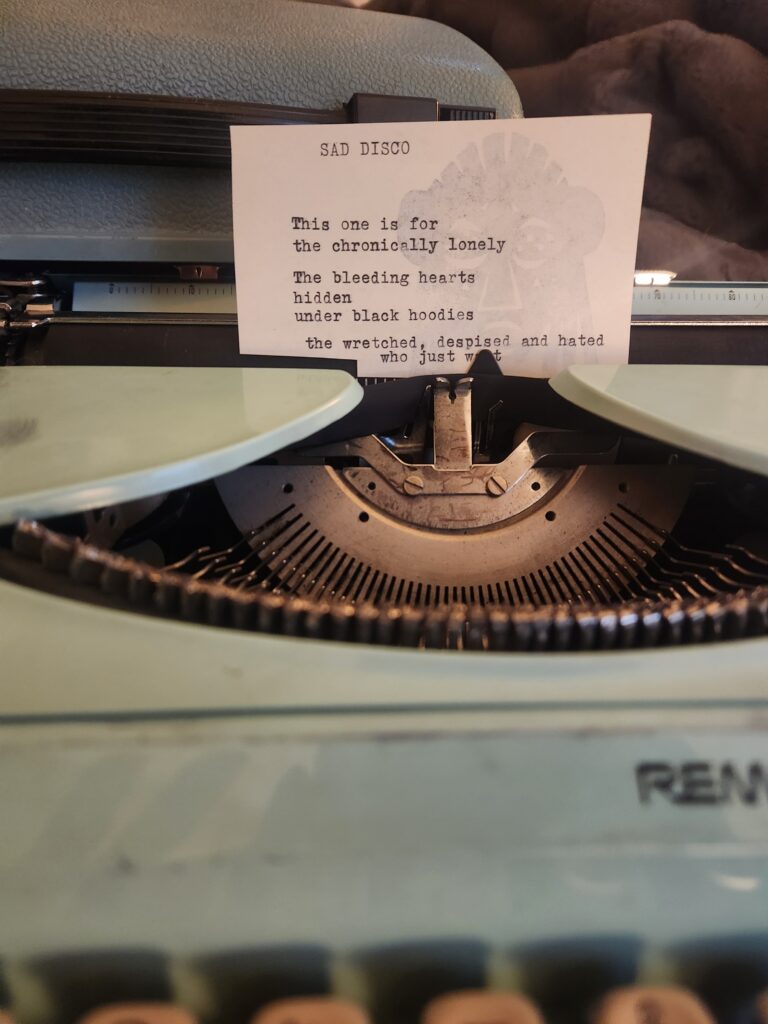 SAD DISCO
This one is for
the chronically lonely
The bleeding hearts
hidden
under black hoodies
the wretched, despised and hated
who just want
REM